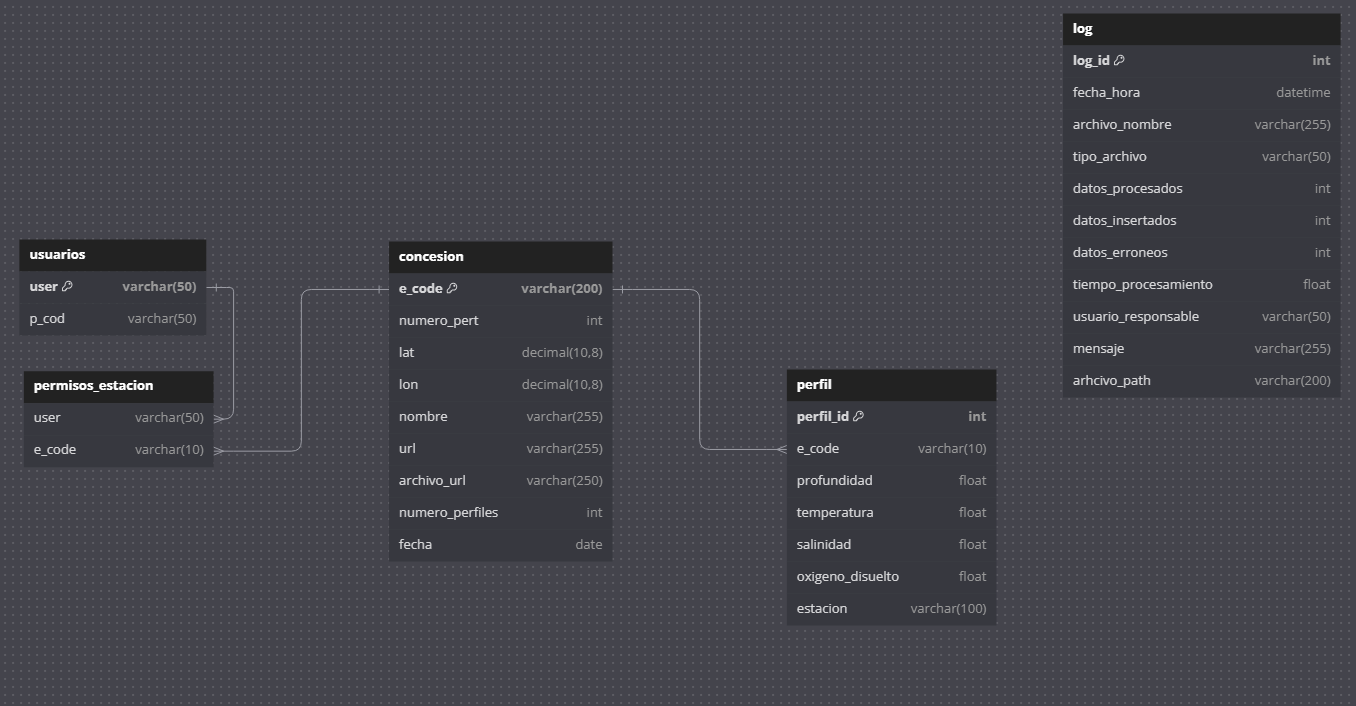 usuarios
user varchar(50)
p_cod varchar(50)
permisos_estacion
user varchar(50)
e_code varchar(10)
concesion
e_code varchar(200)
numero_pert int
lat decimal(10,8)
lon decimal(10,8)
nombre varchar(255)
url varchar(255)
archivo_url varchar(250)
numero_perfiles int
fecha date
perfil
perfil_id int
e_code varchar(10)
profundidad float
temperatura float
salinidad float
oxigeno_disuelto float
estacion varchar(100)
log
log_id int
fecha_hora datetime
archivo_nombre varchar(255)
tipo_archivo varchar(50)
datos_procesados int
datos_insertados int
datos_erroneos int
tiempo_procesamiento float
usuario_responsable varchar(50)
mensaje varchar(255)
arhcivo_path varchar(200)